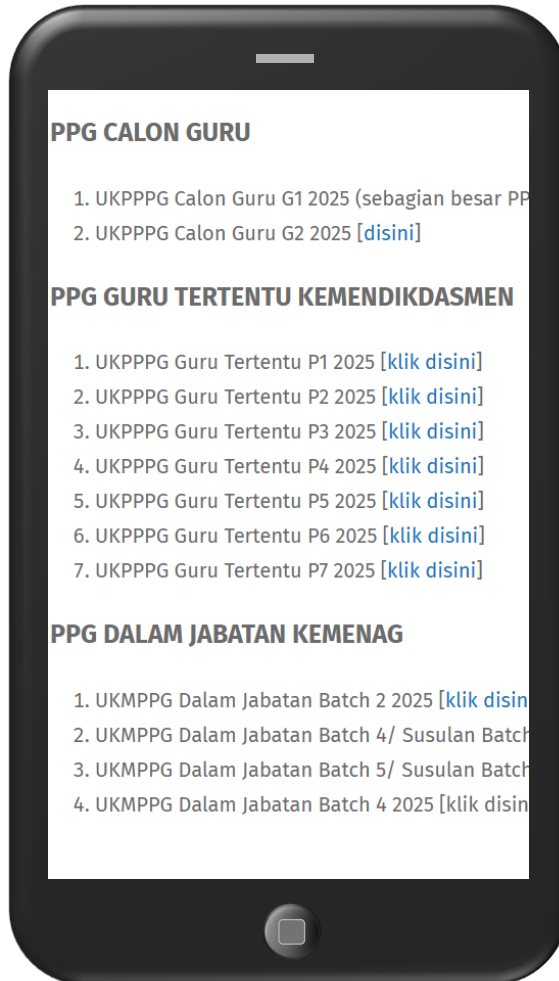 PPG CALON GURU
1. UKPPPG Calon Guru G1 2025 (sebagian besar PP
2. UKPPPG Calon Guru G2 2025 [disini]
PPG GURU TERTENTU KEMENDIKDASMEN
1. UKPPPG Guru Tertentu P1 2025 [klik disini]
2. UKPPPG Guru Tertentu P2 2025 [klik disini]
3. UKPPPG Guru Tertentu P3 2025 [klik disini]
4. UKPPPG Guru Tertentu P4 2025 [klik disini]
5. UKPPPG Guru Tertentu P5 2025 [klik disini]
6. UKPPPG Guru Tertentu P6 2025 [klik disini]
7. UKPPPG Guru Tertentu P7 2025 [klik disini]
PPG DALAM JABATAN KEMENAG
1. UKMPPG Dalam Jabatan Batch 2 2025 [klik disin
2. UKMPPG Dalam Jabatan Batch 4/ Susulan Batch
3. UKMPPG Dalam Jabatan Batch 5/ Susulan Batch
4. UKMPPG Dalam Jabatan Batch 4 2025 [klik disin